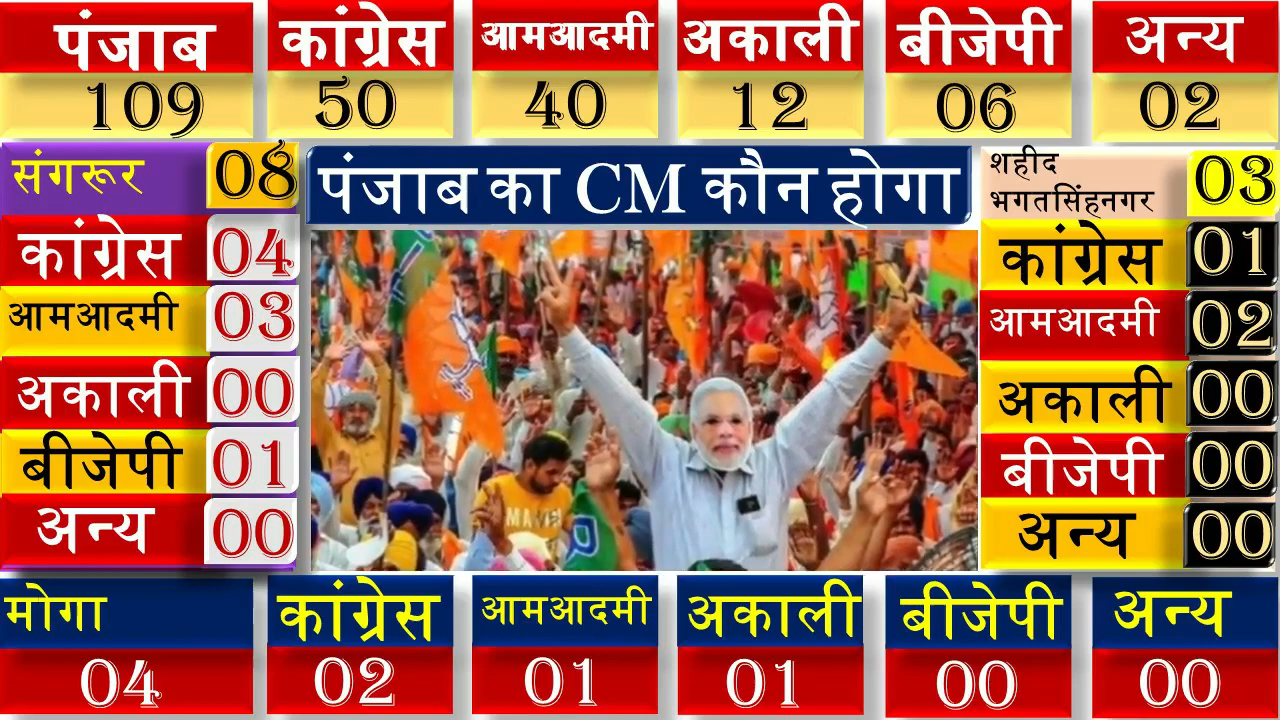 पंजाब कांग्रेस आमआदमी अकाली बीजेपी अन्य
109 50 40 12 06 02
संगरूर 08
कांग्रेस 04
आमआदमी 03
अकाली 00
बीजेपी 01
अन्य 00
पंजाब का CM कौन होगा
शहीद
भगतसिंहनगर 03
कांग्रेस 01
आमआदमी 02
अकाली 00
बीजेपी 00
अन्य 00
मोगा कांग्रेस आमआदमी अकाली बीजेपी अन्य
04 02 01 01 00 00